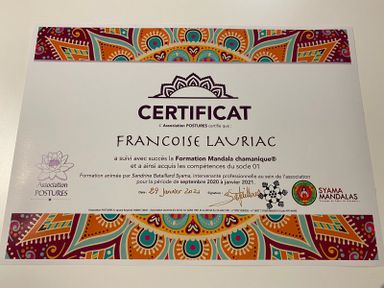 CERTIFICAT
L'Association POSTURES certifie que :
FRANCOISE LAURIAC
a suivi avec succès la Formation Mandala chamanique®
et a ainsi acquis les compétences du socle 01
Formation animée par Sandrine Bataillard Syama, intervenante professionnelle au sein de l'association
pour la période de septembre 2020 à janvier 2021.
29 Janvier 2021
Association
POSTURES
SYAMA
MANDALAS